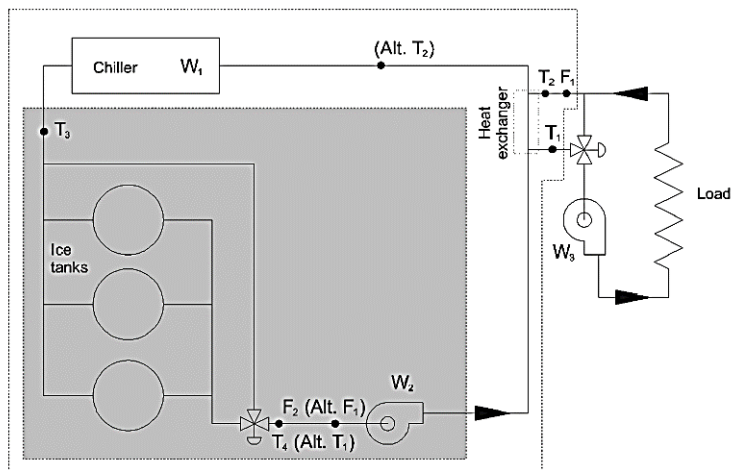 Chiller W₁
(Alt. T₂)
T₂ F₁
T₃
Heat
exchanger
T₁
Load
Ice
tanks
W₃
W₂
F₂ (Alt. F₁)
T₄ (Alt. T₁)